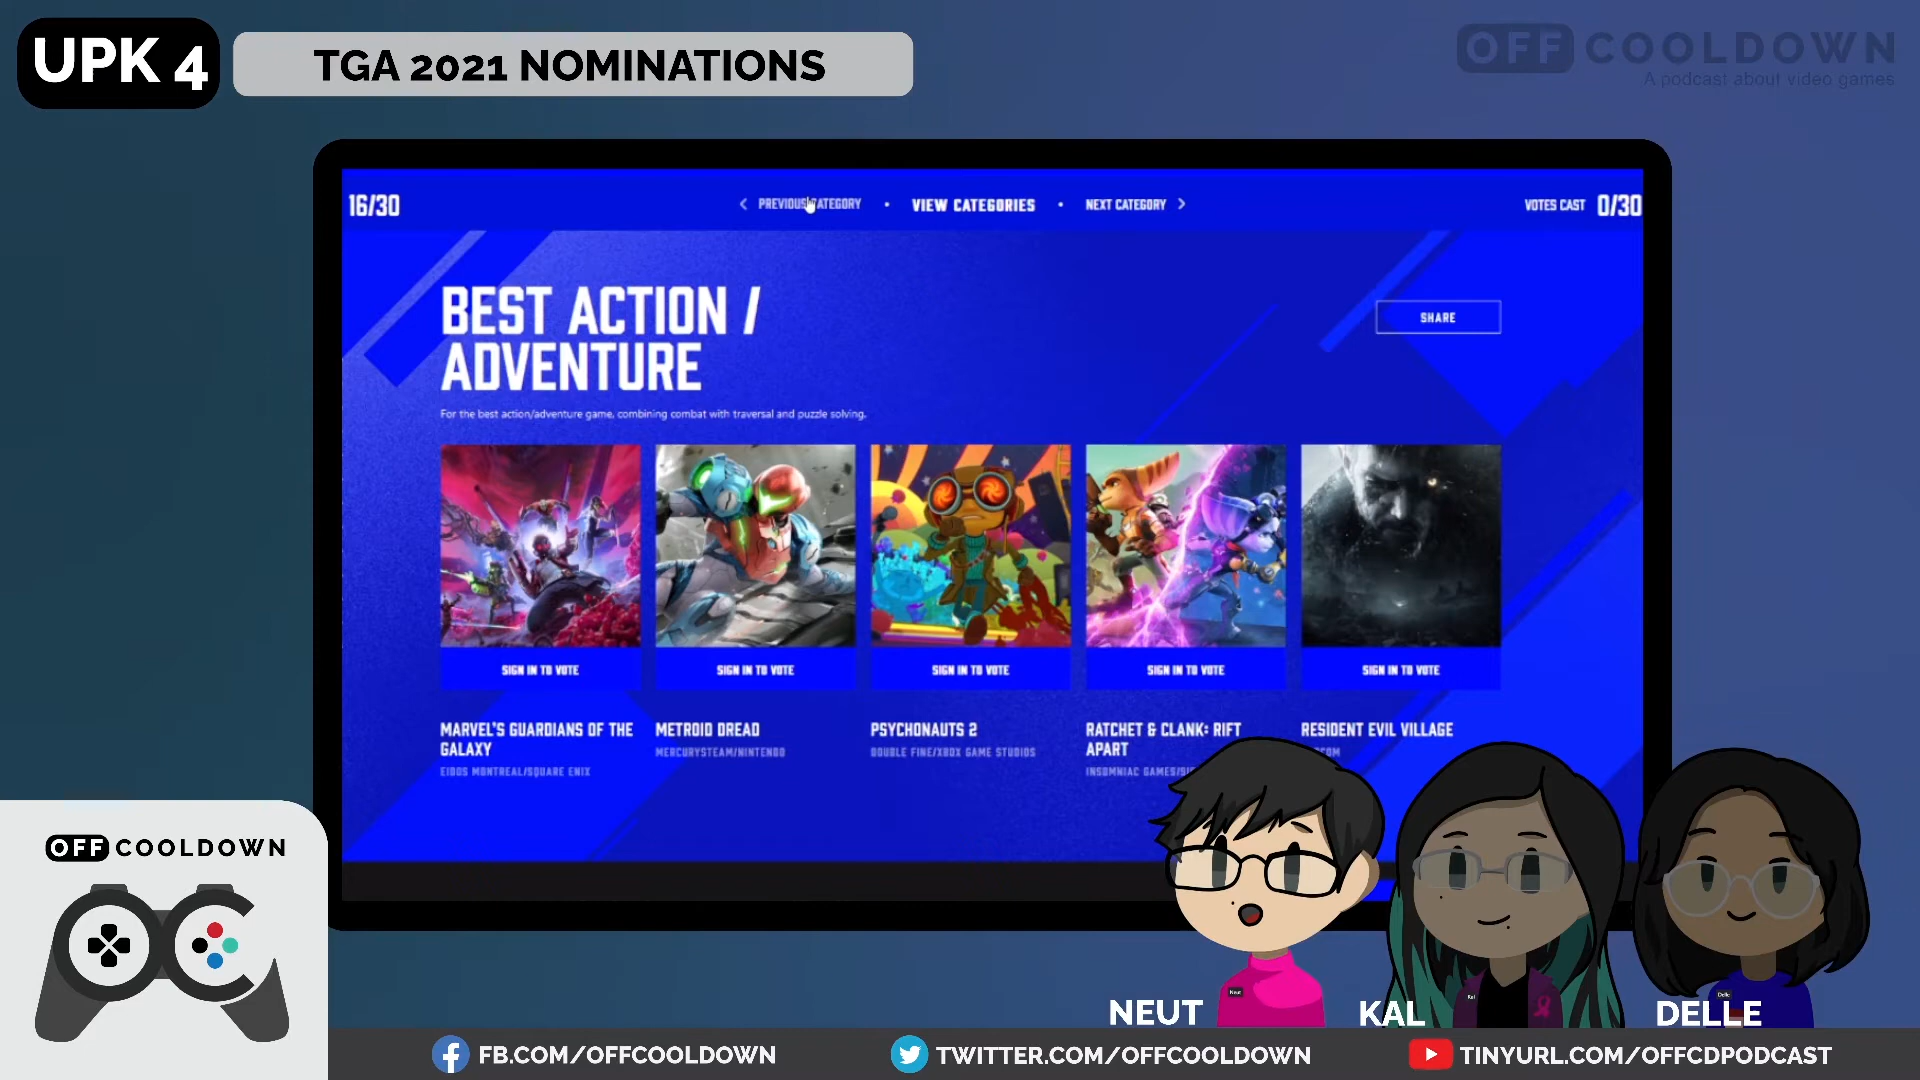 UPK 4
TGA 2021 NOMINATIONS
OFF COOLDOWN
A podcast about video games
16/30
PREVIOUS CATEGORY
VIEW CATEGORIES
NEXT CATEGORY
VOTES CAST 0/30
BEST ACTION /
ADVENTURE
SHARE
For the best action/adventure game, combining combat with traversal and puzzle solving.
SIGN IN TO VOTE
SIGN IN TO VOTE
SIGN IN TO VOTE
SIGN IN TO VOTE
SIGN IN TO VOTE
MARVEL'S GUARDIANS OF THE
GALAXY
EIDOS MONTREAL/SQUARE ENIX
METROID DREAD
MERCURYSTEAM/NINTENDO
PSYCHONAUTS 2
DOUBLE FINE/XBOX GAME STUDIOS
RATCHET & CLANK: RIFT
APART
INSOMNIAC GAMES/
RESIDENT EVIL VILLAGE
OFF COOLDOWN
Neut
Kal
Delle
NEUT
KAL
DELLE
FB.COM/OFFCOOLDOWN
TWITTER.COM/OFFCOOLDOWN
TINYURL.COM/OFFCDPODCAST